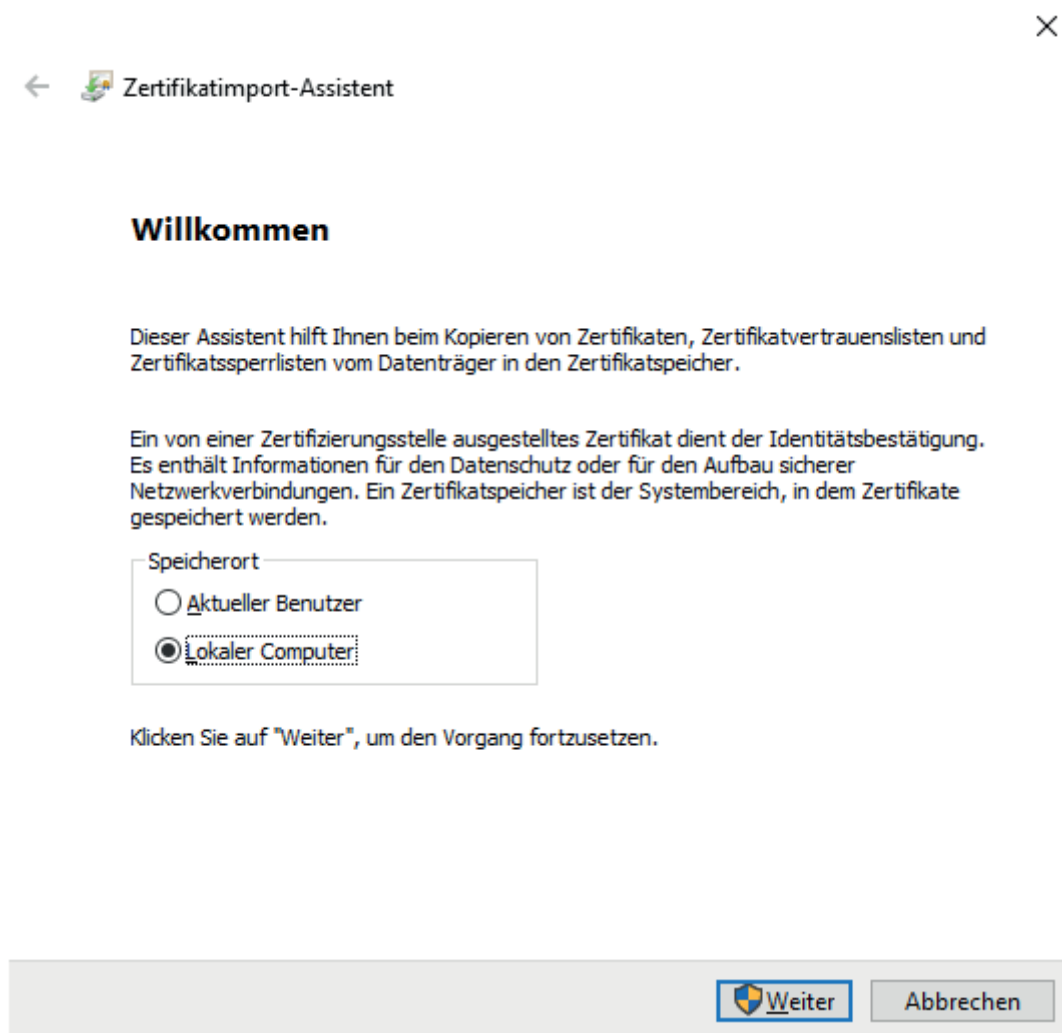 Zertifikatimport-Assistent
Willkommen
Dieser Assistent hilft Ihnen beim Kopieren von Zertifikaten, Zertifikatvertrauenslisten und
Zertifikatssperrlisten vom Datenträger in den Zertifikatspeicher.
Ein von einer Zertifizierungsstelle ausgestelltes Zertifikat dient der Identitätsbestätigung.
Es enthält Informationen für den Datenschutz oder für den Aufbau sicherer
Netzwerkverbindungen. Ein Zertifikatspeicher ist der Systembereich, in dem Zertifikate
gespeichert werden.
Speicherort
Aktueller Benutzer
Lokaler Computer
Klicken Sie auf "Weiter", um den Vorgang fortzusetzen.
Weiter
Abbrechen